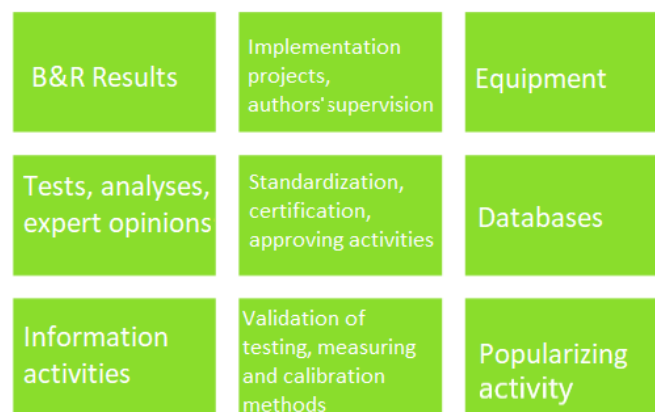 B&R Results
Implementation
projects,
authors' supervision
Equipment
Tests, analyses,
expert opinions
Standardization,
certification,
approving activities
Databases
Information
activities
Validation of
testing, measuring
and calibration
methods
Popularizing
activity